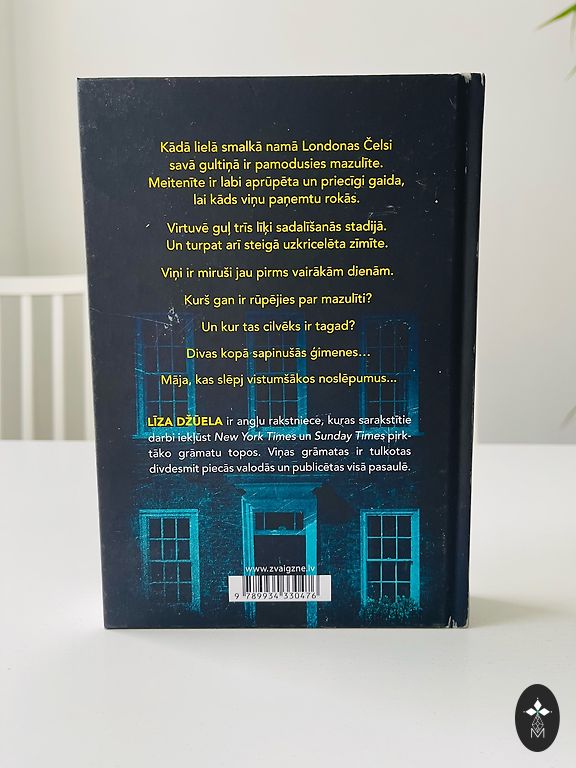 Kādā lielā smalkā namā Londonas Čelsi
savā gultiņā ir pamodusies mazulīte.
Meitenīte ir labi aprūpēta un priecīgi gaida,
lai kāds viņu paņemtu rokās.
Virtuvē guļ trīs līķi sadalīšanās stadijā.
Un turpat arī steigā uzkricelēta zīmīte.
Viņi ir miruši jau pirms vairākām dienām.
Kurš gan ir rūpējies par mazulīti?
Un kur tas cilvēks ir tagad?
Divas kopā sapinušās ģimenes...
Māja, kas slēpj vistumšākos noslēpumus...
LĪZA DŽŪELA ir angļu rakstniece, kuras sarakstītie
darbi iekļūst New York Times un Sunday Times pirk-
tāko grāmatu topos. Viņas grāmatas ir tulkotas
divdesmit piecās valodās un publicētas visā pasaulē.
www.zvaigzne.lv
9 789934 330476
M